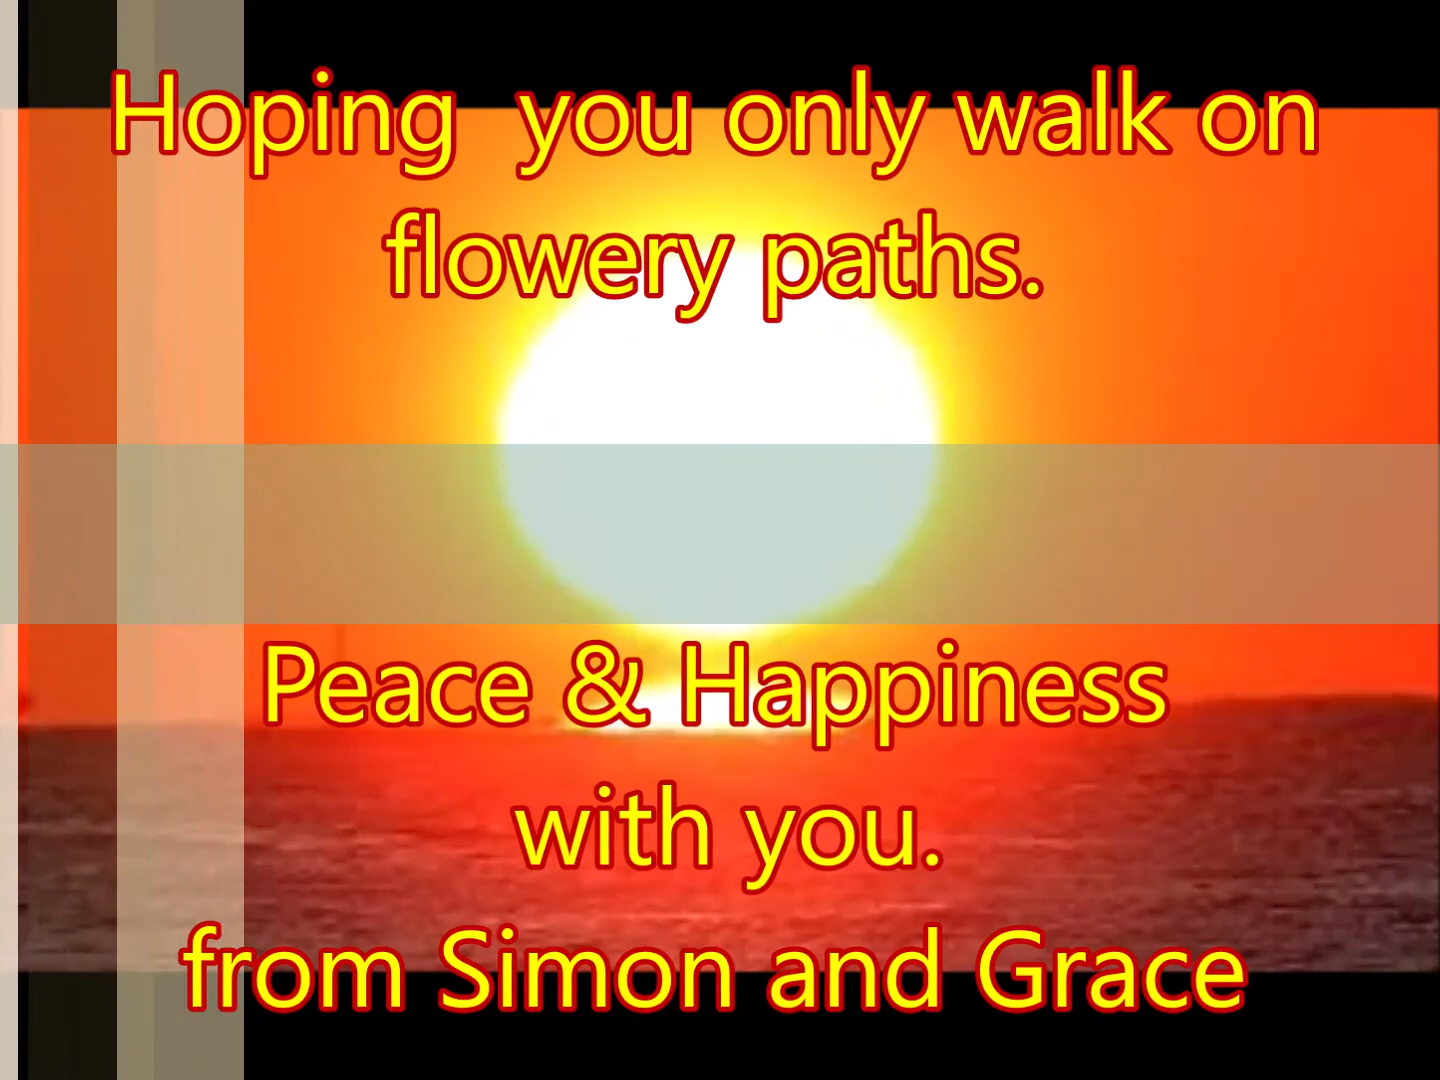 Hoping  you only walk on
flowery paths.
Peace & Happiness
with you.
from Simon and Grace